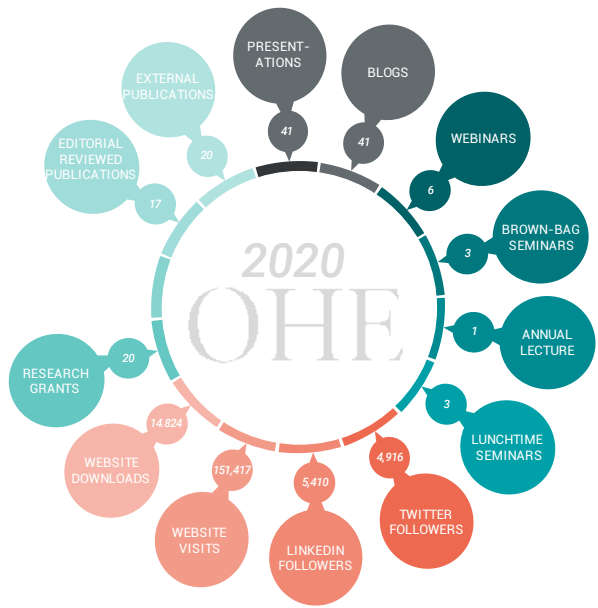 PRESENT-
ATIONS
41
BLOGS
41
WEBINARS
6
BROWN-BAG
SEMINARS
3
ANNUAL
LECTURE
1
LUNCHTIME
SEMINARS
3
TWITTER
FOLLOWERS
4,916
LINKEDIN
FOLLOWERS
5,410
WEBSITE
VISITS
151,417
WEBSITE
DOWNLOADS
14.824
RESEARCH
GRANTS
20
EDITORIAL
REVIEWED
PUBLICATIONS
17
EXTERNAL
PUBLICATIONS
20
2020
OHE